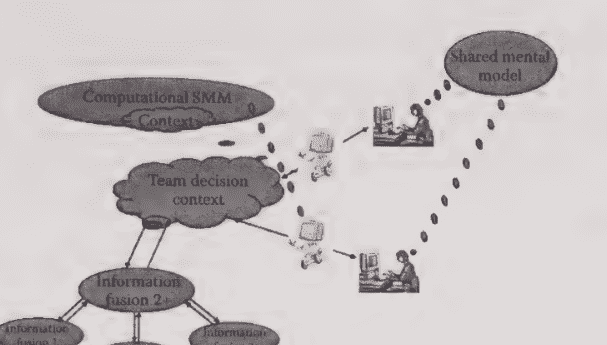 Shared mental
model
Computational SMM
Context
Team decision
context
Information
fusion 2+
Information
fusion 1
Information